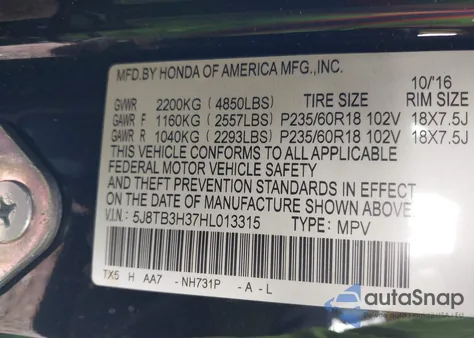 MFD.BY HONDA OF AMERICA MFG.,INC.
10/'16
GVWR 2200KG (4850LBS) TIRE SIZE RIM SIZE
GAWR F 1160KG (2557LBS) P235/60R18 102V 18X7.5J
GAWR R 1040KG (2293LBS) P235/60R18 102V 18X7.5J
THIS VEHICLE CONFORMS TO ALL APPLICABLE
FEDERAL MOTOR VEHICLE SAFETY
AND THEFT PREVENTION STANDARDS IN EFFECT
ON THE DATE OF MANUFACTURE SHOWN ABOVE.
V.I.N.: 5J8TB3H37HL013315 TYPE: MPV
TX5 H AA7 -NH731P -A-L
autoSnap